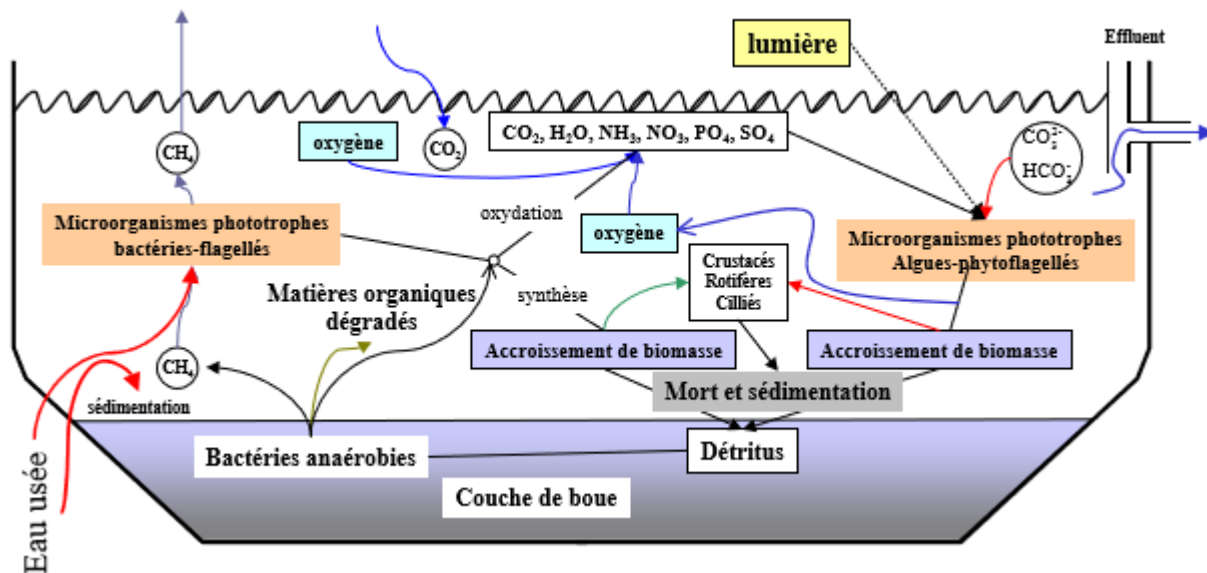 Effluent
lumière
CO₂, H₂O, NH₃, NO₃, PO₄, SO₄
oxygène
CO₂
CH₄
CO₃²⁻
HCO₃⁻
Microorganismes phototrophes
bactéries-flagellés
oxydation
oxygène
Microorganismes phototrophes
Algues-phytoflagellés
Crustacés
Rotifères
Cilliés
Matières organiques
dégradés
synthèse
Accroissement de biomasse
Accroissement de biomasse
CH₄
Mort et sédimentation
sédimentation
Bactéries anaérobies
Détritus
Couche de boue
Eau usée